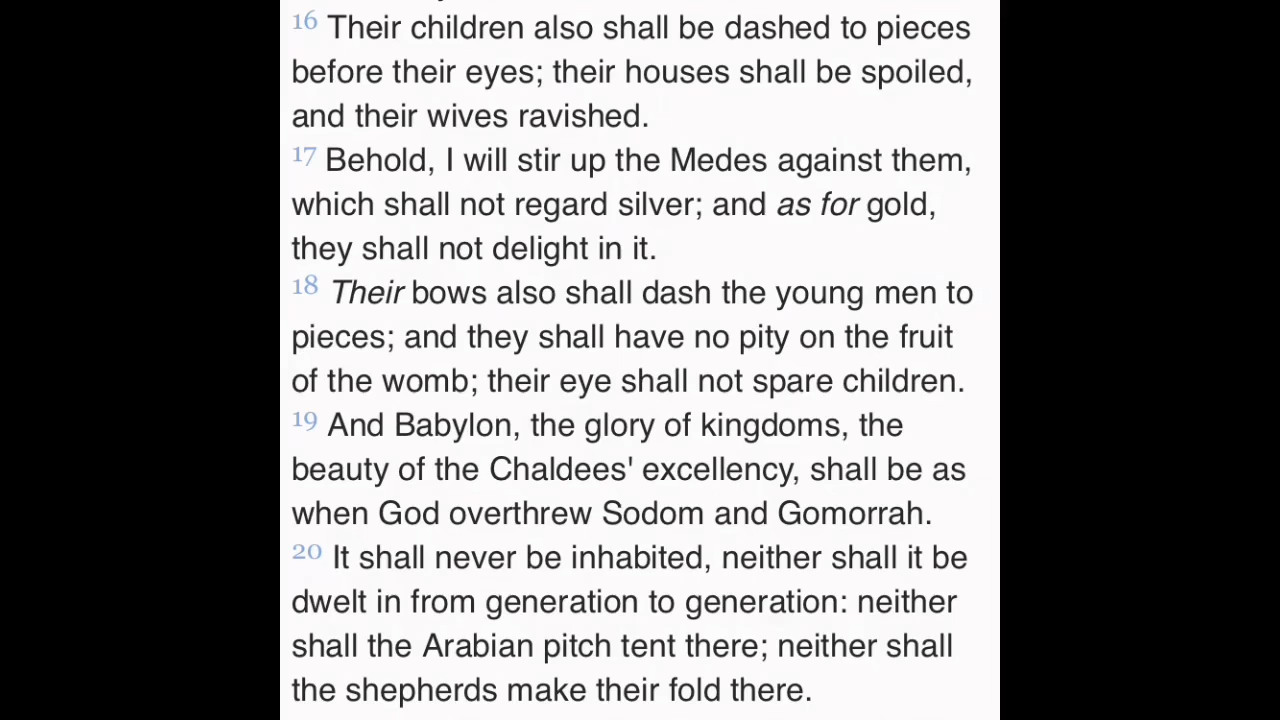 16 Their children also shall be dashed to pieces
before their eyes; their houses shall be spoiled,
and their wives ravished.
17 Behold, I will stir up the Medes against them,
which shall not regard silver; and as for gold,
they shall not delight in it.
18 Their bows also shall dash the young men to
pieces; and they shall have no pity on the fruit
of the womb; their eye shall not spare children.
19 And Babylon, the glory of kingdoms, the
beauty of the Chaldees' excellency, shall be as
when God overthrew Sodom and Gomorrah.
20 It shall never be inhabited, neither shall it be
dwelt in from generation to generation: neither
shall the Arabian pitch tent there; neither shall
the shepherds make their fold there.